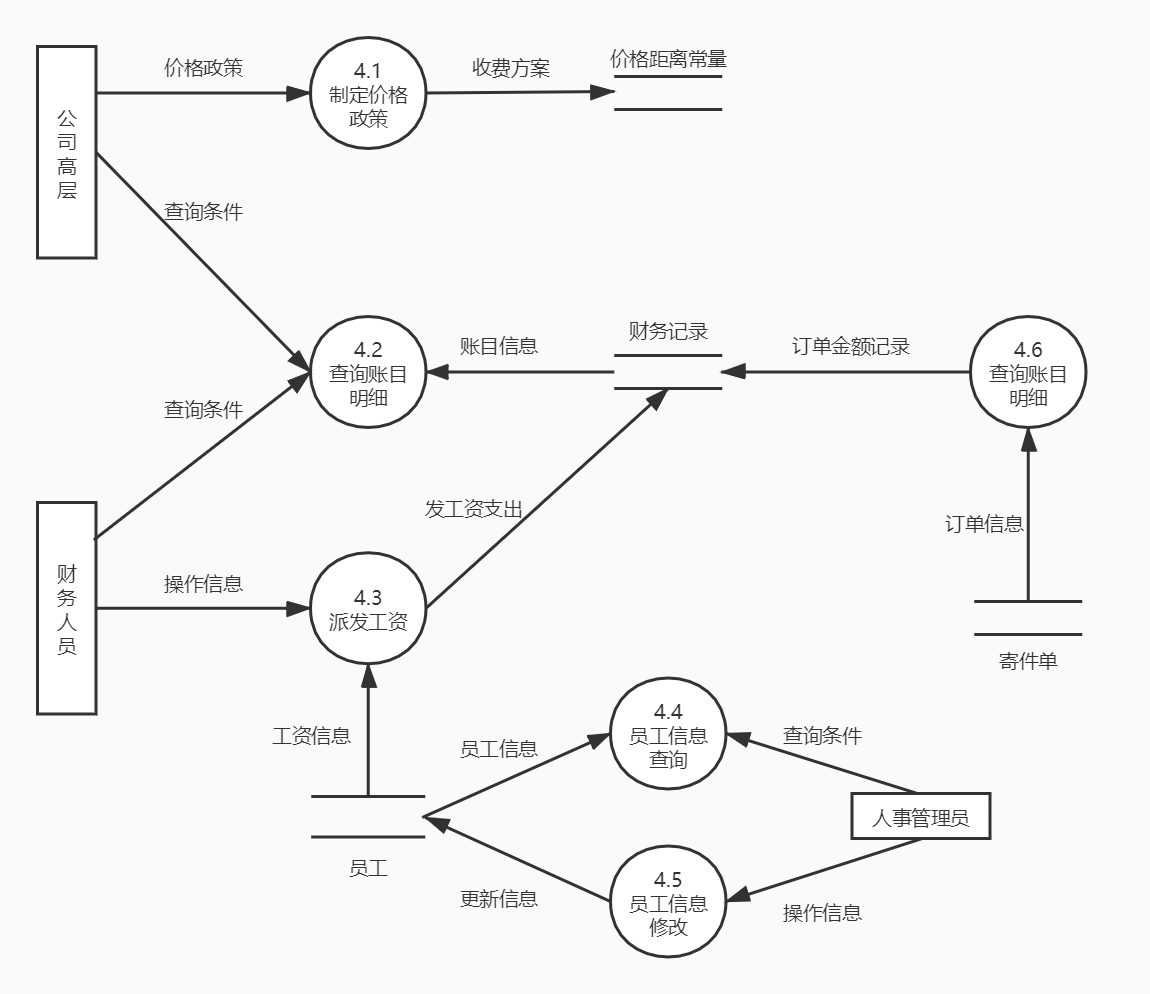 价格政策
4.1
制定价格
政策
收费方案
价格距离常量
公
司
高
层
查询条件
4.2
查询账目
明细
账目信息
财务记录
订单金额记录
4.6
查询账目
明细
查询条件
发工资支出
订单信息
财
务
人
员
操作信息
4.3
派发工资
寄件单
工资信息
员工信息
4.4
员工信息
查询
查询条件
人事管理员
员工
更新信息
4.5
员工信息
修改
操作信息